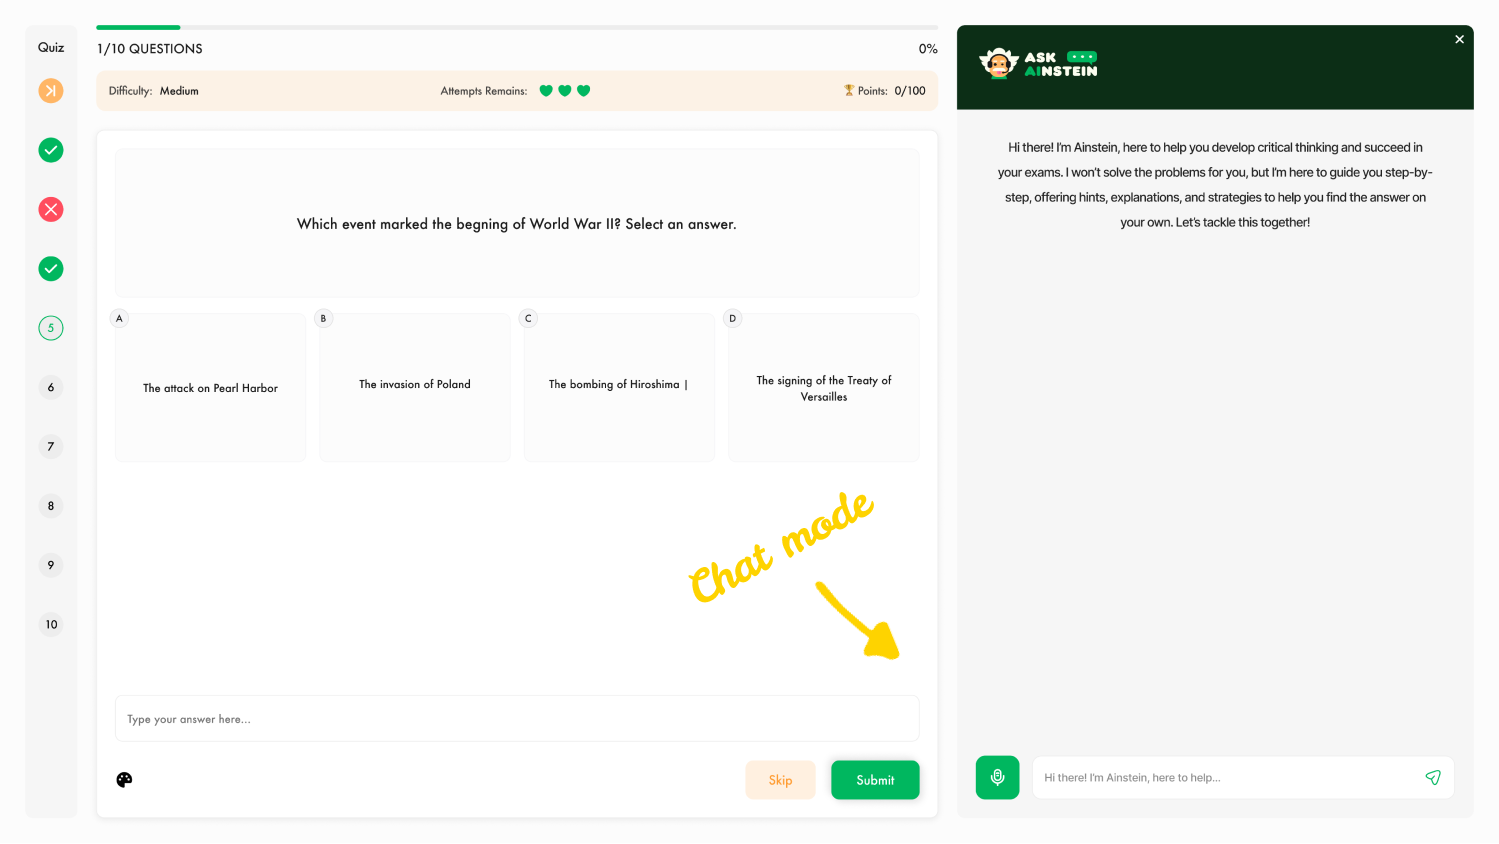 Quiz
1/10 QUESTIONS
0%
Difficulty: Medium
Attempts Remains:
Points: 0/100
Which event marked the begning of World War II? Select an answer.
A
The attack on Pearl Harbor
B
The invasion of Poland
C
The bombing of Hiroshima |
D
The signing of the Treaty of
Versailles
5
6
7
8
9
10
Chat mode
Type your answer here...
Skip
Submit
ASK
AINSTEIN
Hi there! I'm Ainstein, here to help you develop critical thinking and succeed in
your exams. I won't solve the problems for you, but I'm here to guide you step-by-
step, offering hints, explanations, and strategies to help you find the answer on
your own. Let's tackle this together!
Hi there! I'm Ainstein, here to help...